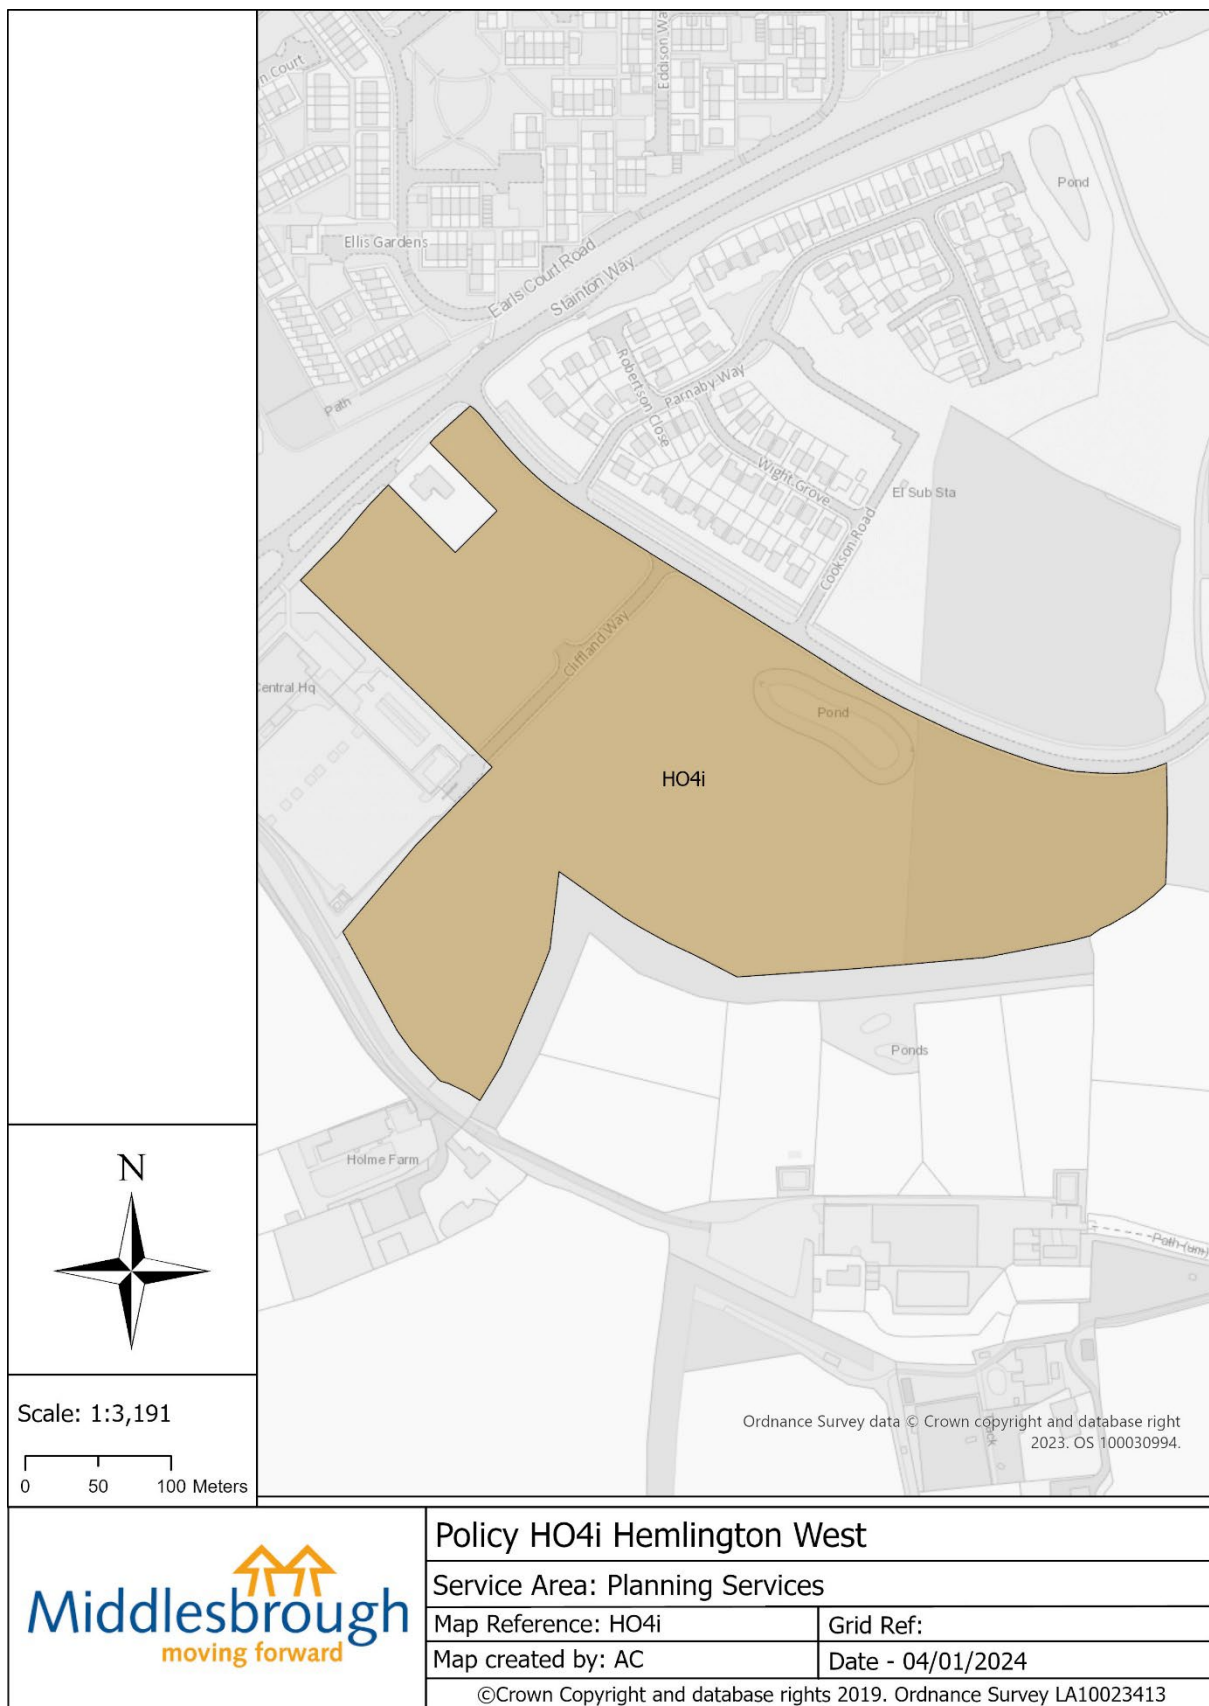 Eddison Wa
n Court
Sta
Pond
Ellis Gardens
Earls Court Road
Stainton Way
Path
Robertson Close
Parnaby Way
Wight Grove
El Sub Sta
Cookson Road
Cliffland Way
Central Hq
Pond
HO4i
Ponds
Holme Farm
Path (um)
Track
Ordnance Survey data © Crown copyright and database right
2023. OS 100030994.
N
Scale: 1:3,191
0 50 100 Meters
Middlesbrough
moving forward
Policy HO4i Hemlington West
Service Area: Planning Services
Map Reference: HO4i
Grid Ref:
Map created by: AC
Date - 04/01/2024
©Crown Copyright and database rights 2019. Ordnance Survey LA10023413